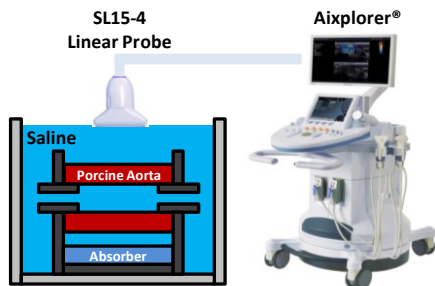 SL15-4
Linear Probe
Aixplorer®
Saline
Porcine Aorta
Absorber